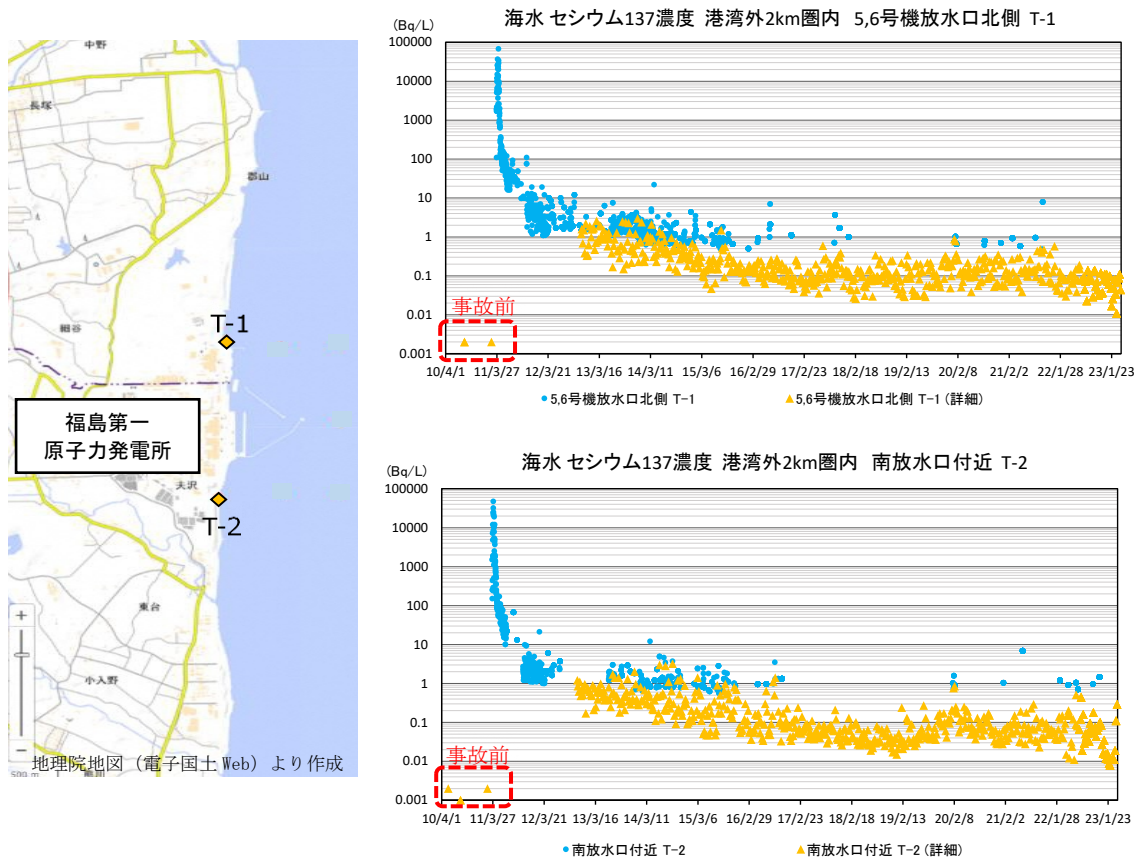 中野
長塚
郡山
T-1
細谷
福島第一
原子力発電所
夫沢
T-2
東台
小入野
地理院地図（電子国土Web）より作成
海水 セシウム137濃度 港湾外2km圏内 5,6号機放水口北側 T-1
(Bq/L)
100000
10000
1000
100
10
1
0.1
0.01
0.001
事故前
10/4/1 11/3/27 12/3/21 13/3/16 14/3/11 15/3/6 16/2/29 17/2/23 18/2/18 19/2/13 20/2/8 21/2/2 22/1/28 23/1/23
5,6号機放水口北側 T-1 5,6号機放水口北側 T-1 (詳細)
海水 セシウム137濃度 港湾外2km圏内 南放水口付近 T-2
(Bq/L)
100000
10000
1000
100
10
1
0.1
0.01
0.001
事故前
10/4/1 11/3/27 12/3/21 13/3/16 14/3/11 15/3/6 16/2/29 17/2/23 18/2/18 19/2/13 20/2/8 21/2/2 22/1/28 23/1/23
南放水口付近 T-2 南放水口付近 T-2 (詳細)